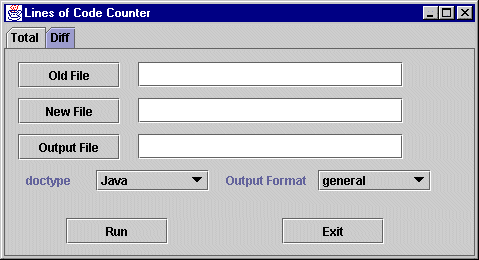 Lines of Code Counter
Total Diff
Old File
New File
Output File
doctype Java Output Format general
Run Exit